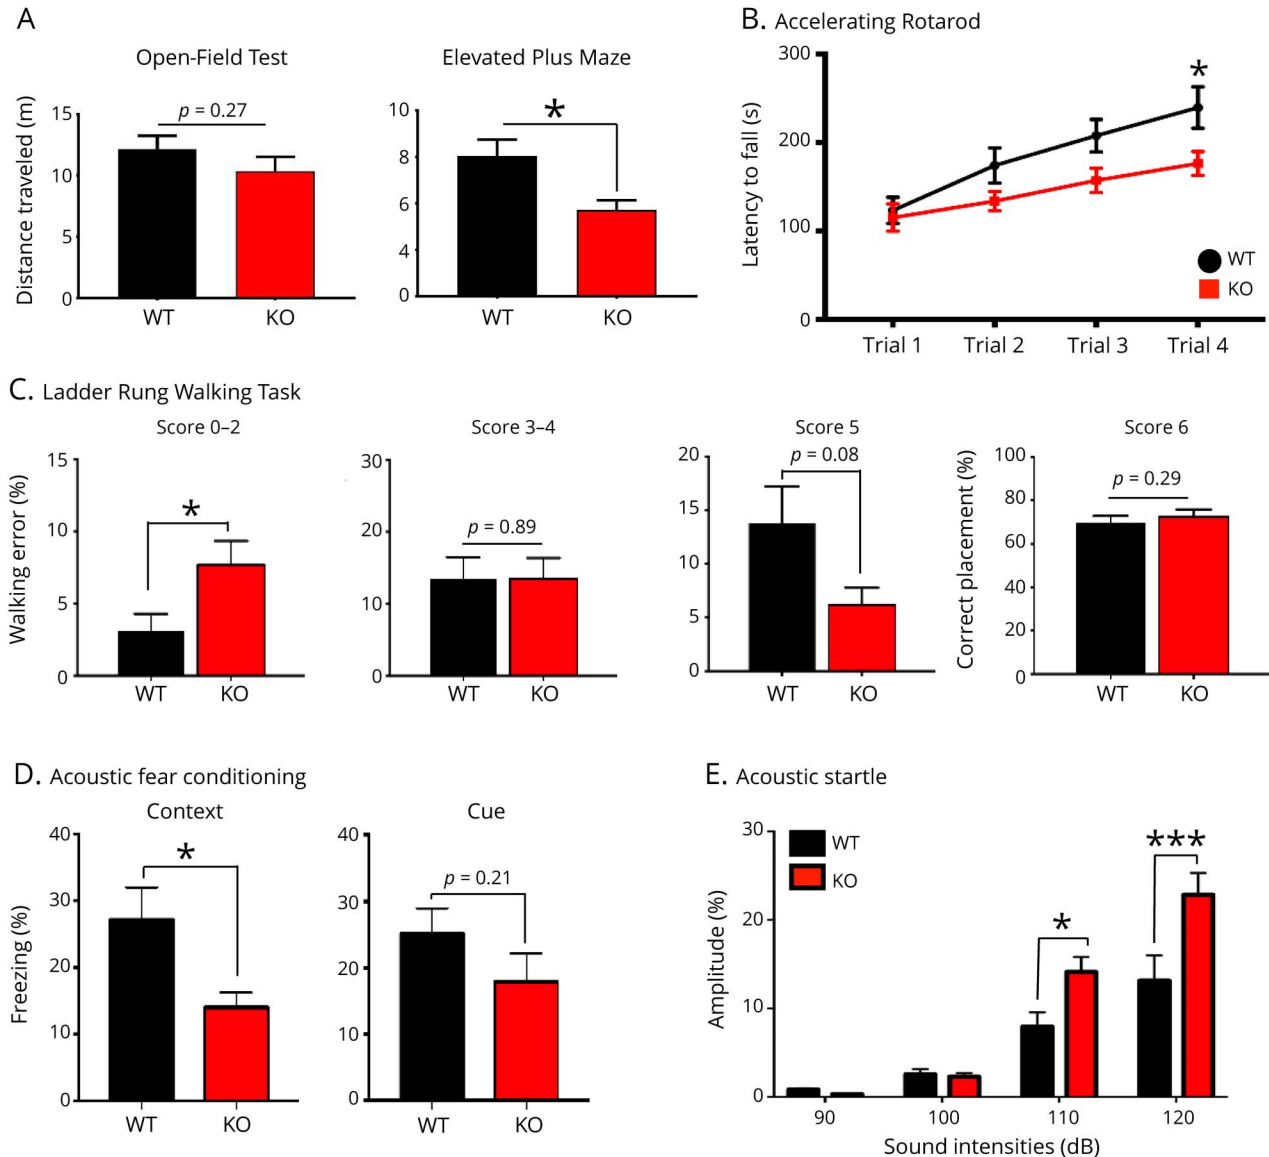 A
Open-Field Test
Distance traveled (m)
15
10
5
0
p = 0.27
WT
KO
Elevated Plus Maze
10
8
6
4
0
*
WT
KO
B. Accelerating Rotarod
Latency to fall (s)
300
200
100
0
*
WT
KO
Trial 1
Trial 2
Trial 3
Trial 4
C. Ladder Rung Walking Task
Score 0–2
Walking error (%)
15
10
5
0
*
WT
KO
Score 3–4
30
20
10
0
p = 0.89
WT
KO
Score 5
20
15
10
5
0
p = 0.08
WT
KO
Score 6
Correct placement (%)
100
80
60
40
20
0
p = 0.29
WT
KO
D. Acoustic fear conditioning
Context
Freezing (%)
40
30
20
10
0
*
WT
KO
Cue
40
30
20
10
0
p = 0.21
WT
KO
E. Acoustic startle
Amplitude (%)
30
20
10
0
WT
KO
*
***
90
100
110
120
Sound intensities (dB)